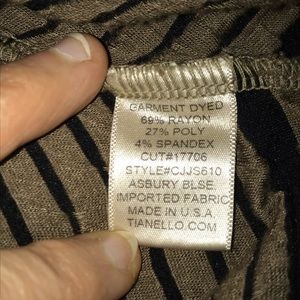 GARMENT DYED
69% RAYON
27% POLY
4% SPANDEX
CUT#17706
STYLE#CJJS610
ASBURY BLSE.
IMPORTED FABRIC
MADE IN U.S.A.
TIANELLO.COM